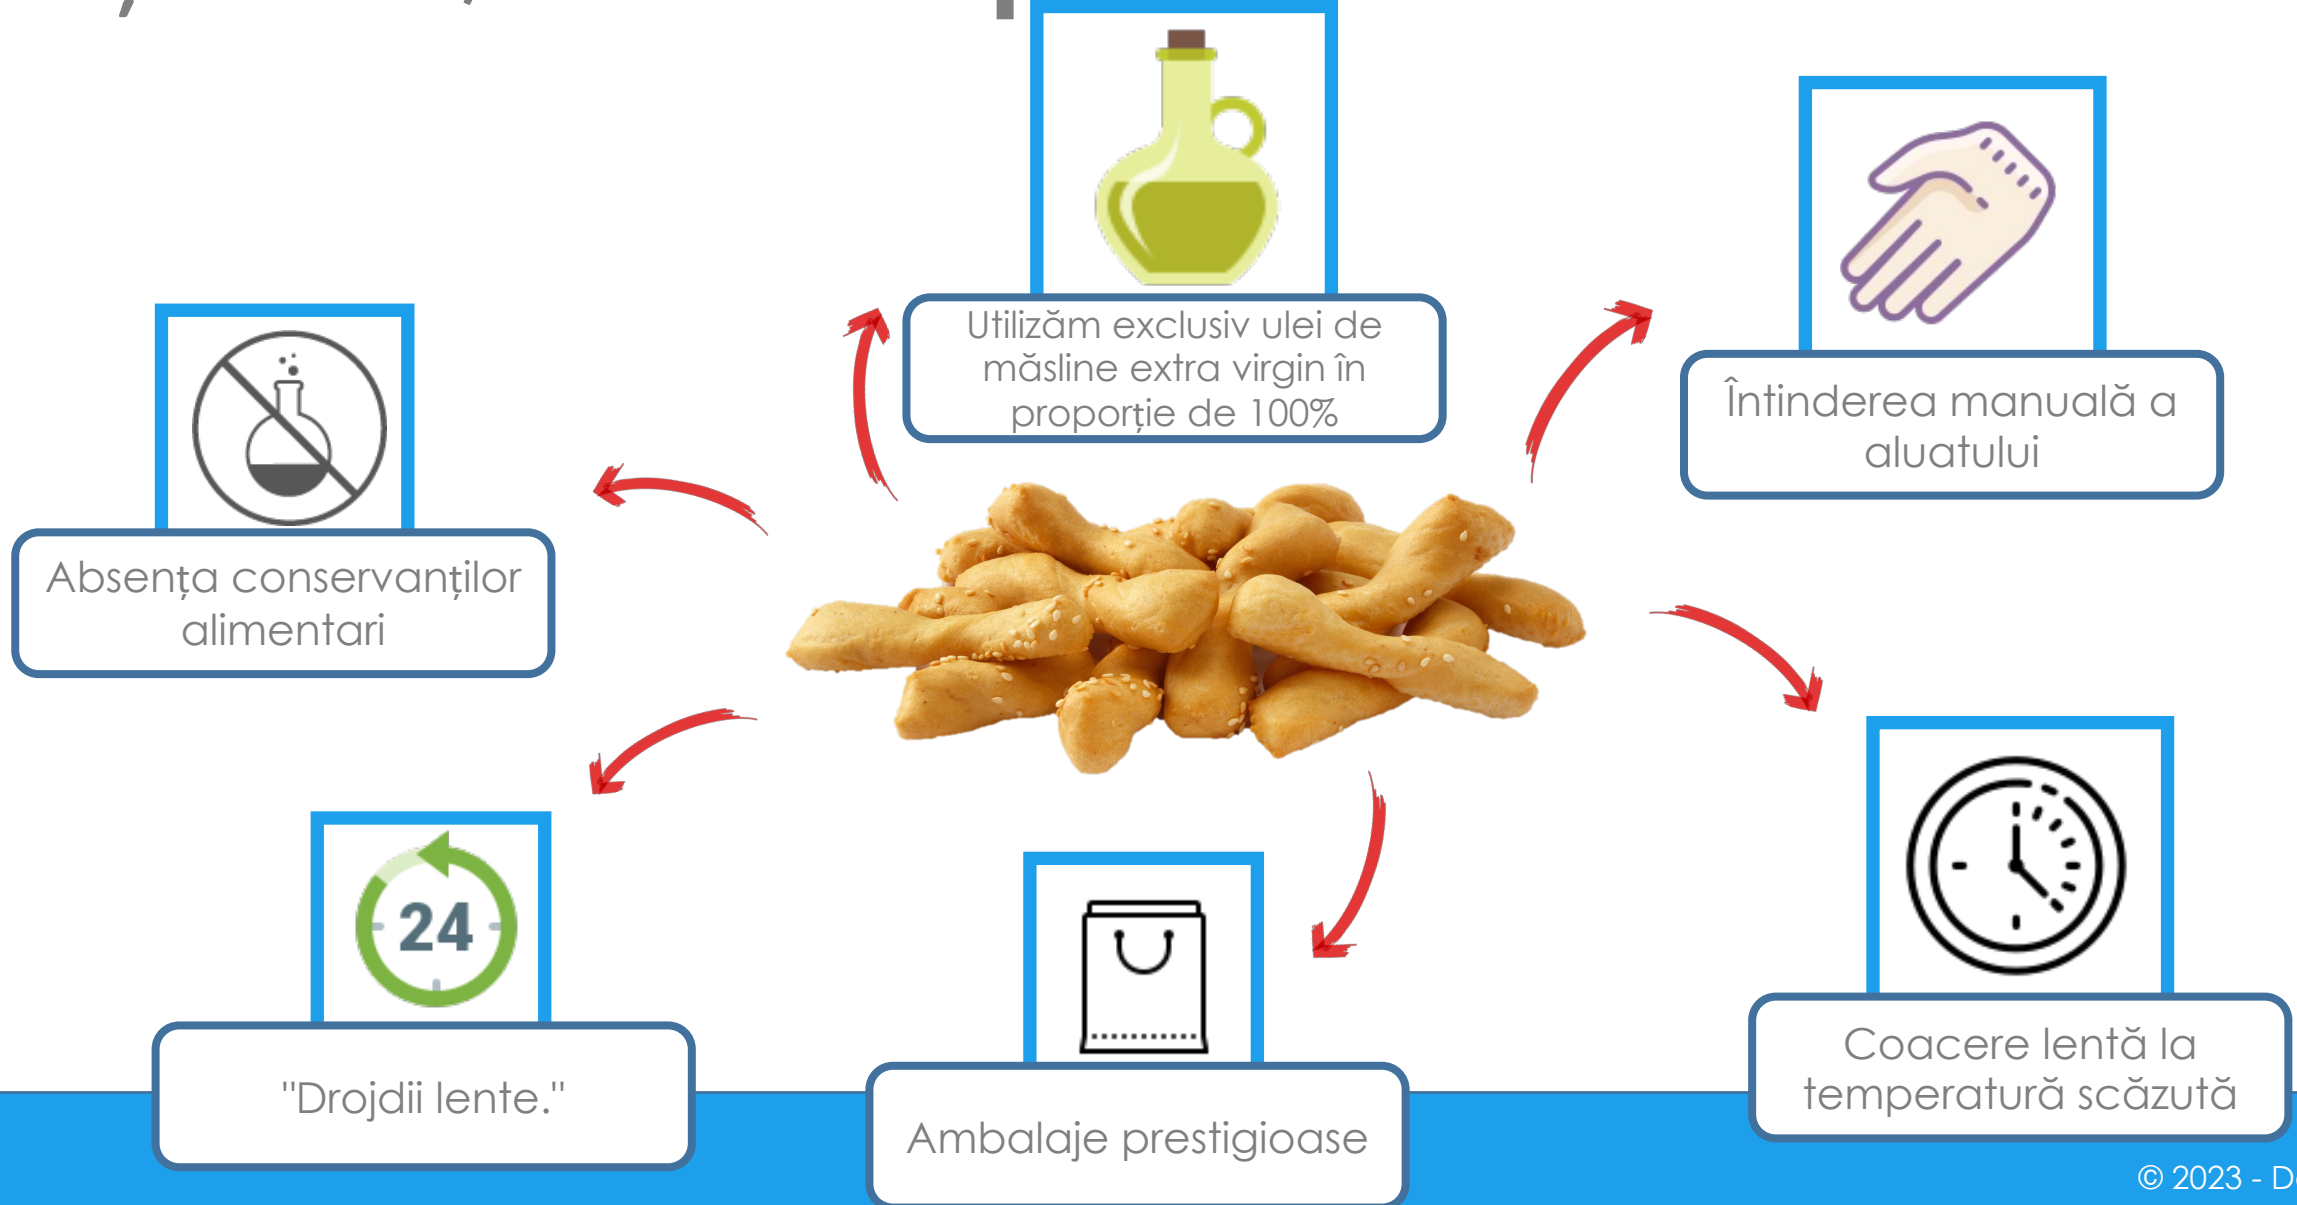 Utilizăm exclusiv ulei de
măsline extra virgin în
proporție de 100%
Întinderea manuală a
aluatului
Absența conservanților
alimentari
24
"Drojdii lente."
Ambalaje prestigioase
Coacere lentă la
temperatură scăzută
© 2023 -